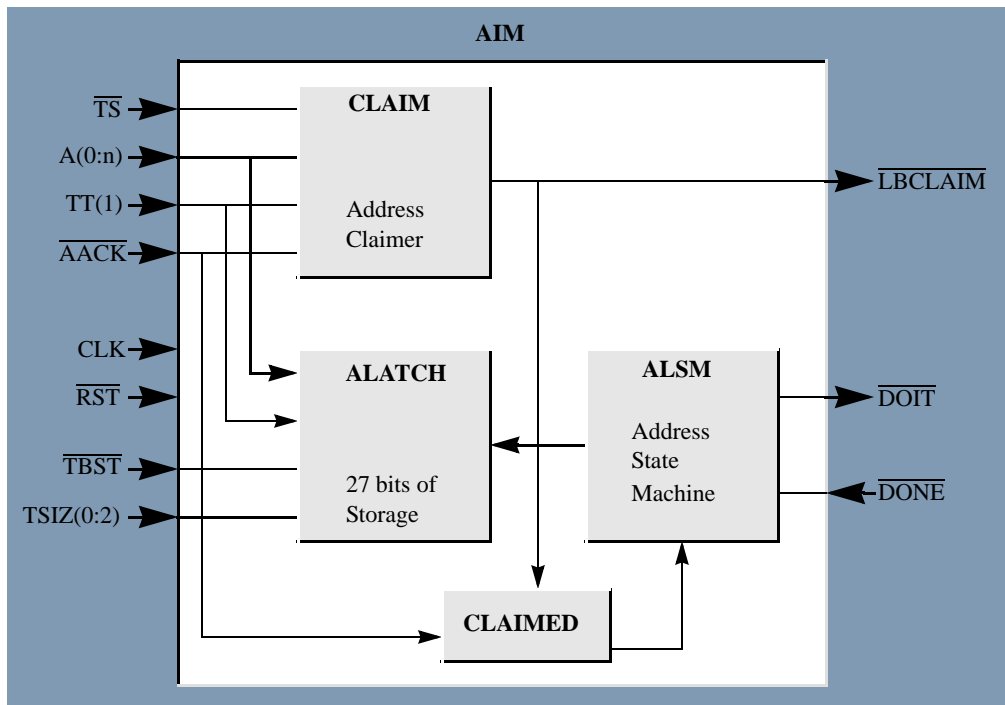 AIM
TS
A(0:n)
TT(1)
AACK
CLK
RST
TBST
TSIZ(0:2)
CLAIM
Address
Claimer
LBCLAIM
ALATCH
27 bits of
Storage
ALSM
Address
State
Machine
DOIT
DONE
CLAIMED